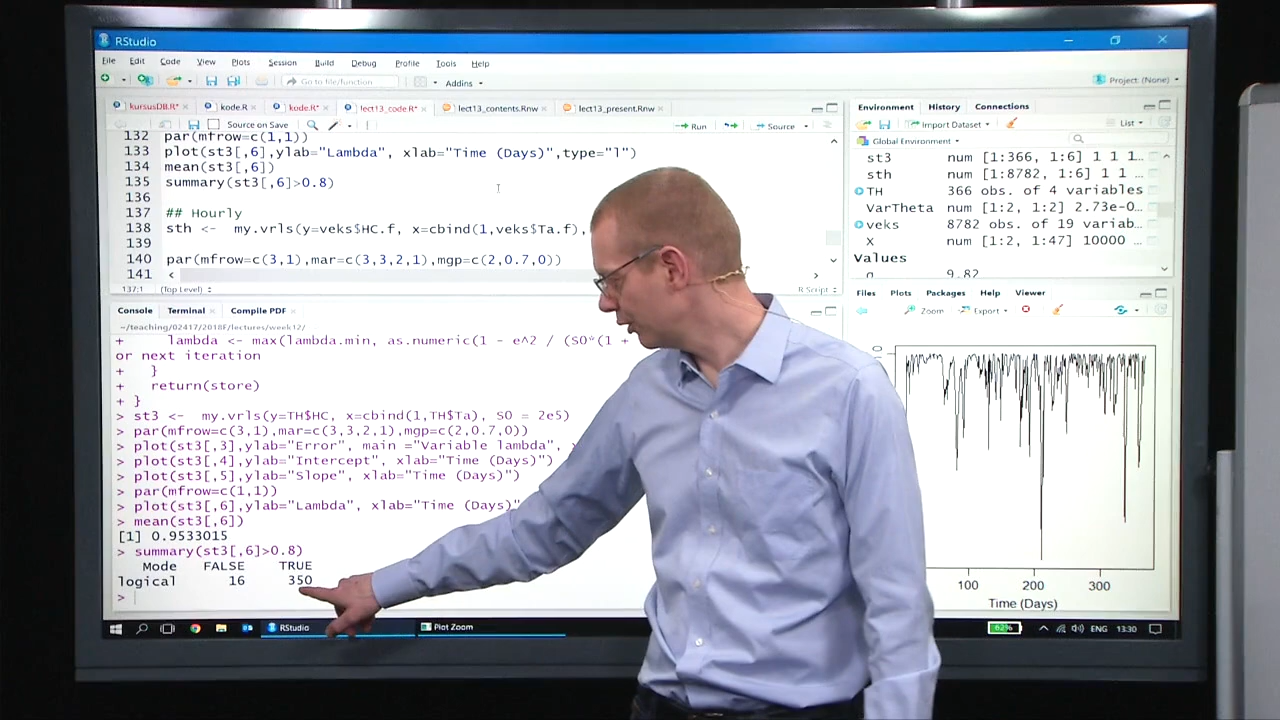 RStudio
File Edit Code View Plots Session Build Debug Profile Tools Help
Go to file/function Addins Project: (None)
kursusDB.R* kode.R kode.R* lect13_code.R* lect13_contents.Rnw lect13_present.Rnw
Source on Save Run Source
132 par(mfrow=c(1,1))
133 plot(st3[,6],ylab="Lambda", xlab="Time (Days)",type="l")
134 mean(st3[,6])
135 summary(st3[,6]>0.8)
136
137 ## Hourly
138 sth <- my.vrls(y=veks$HC.f, x=cbind(1,veks$Ta.f),
139
140 par(mfrow=c(3,1),mar=c(3,3,2,1),mgp=c(2,0.7,0))
141
137:1 (Top Level) R Script
Console Terminal Compile PDF
~/teaching/02417/2018F/lectures/week12/
+ lambda <- max(lambda.min, as.numeric(1 - e^2 / (S0*(1 +
or next iteration
+ }
+ return(store)
+ }
> st3 <- my.vrls(y=TH$HC, x=cbind(1,TH$Ta), S0 = 2e5)
> par(mfrow=c(3,1),mar=c(3,3,2,1),mgp=c(2,0.7,0))
> plot(st3[,3],ylab="Error", main ="Variable lambda",
> plot(st3[,4],ylab="Intercept", xlab="Time (Days)")
> plot(st3[,5],ylab="Slope", xlab="Time (Days)")
> par(mfrow=c(1,1))
> plot(st3[,6],ylab="Lambda", xlab="Time (Days)"
> mean(st3[,6])
[1] 0.9533015
> summary(st3[,6]>0.8)
Mode FALSE TRUE
logical 16 350
>
Environment History Connections
Import Dataset List
Global Environment
st3 num [1:366, 1:6] 1 1 1…
sth num [1:8782, 1:6] 1 1 …
TH 366 obs. of 4 variables
VarTheta num [1:2, 1:2] 2.73e-0…
veks 8782 obs. of 19 variab…
X num [1:2, 1:47] 10000 …
Values
9.82
Files Plots Packages Help Viewer
Zoom Export
100 200 300
Time (Days)
RStudio Plot Zoom 62% ENG 13:30